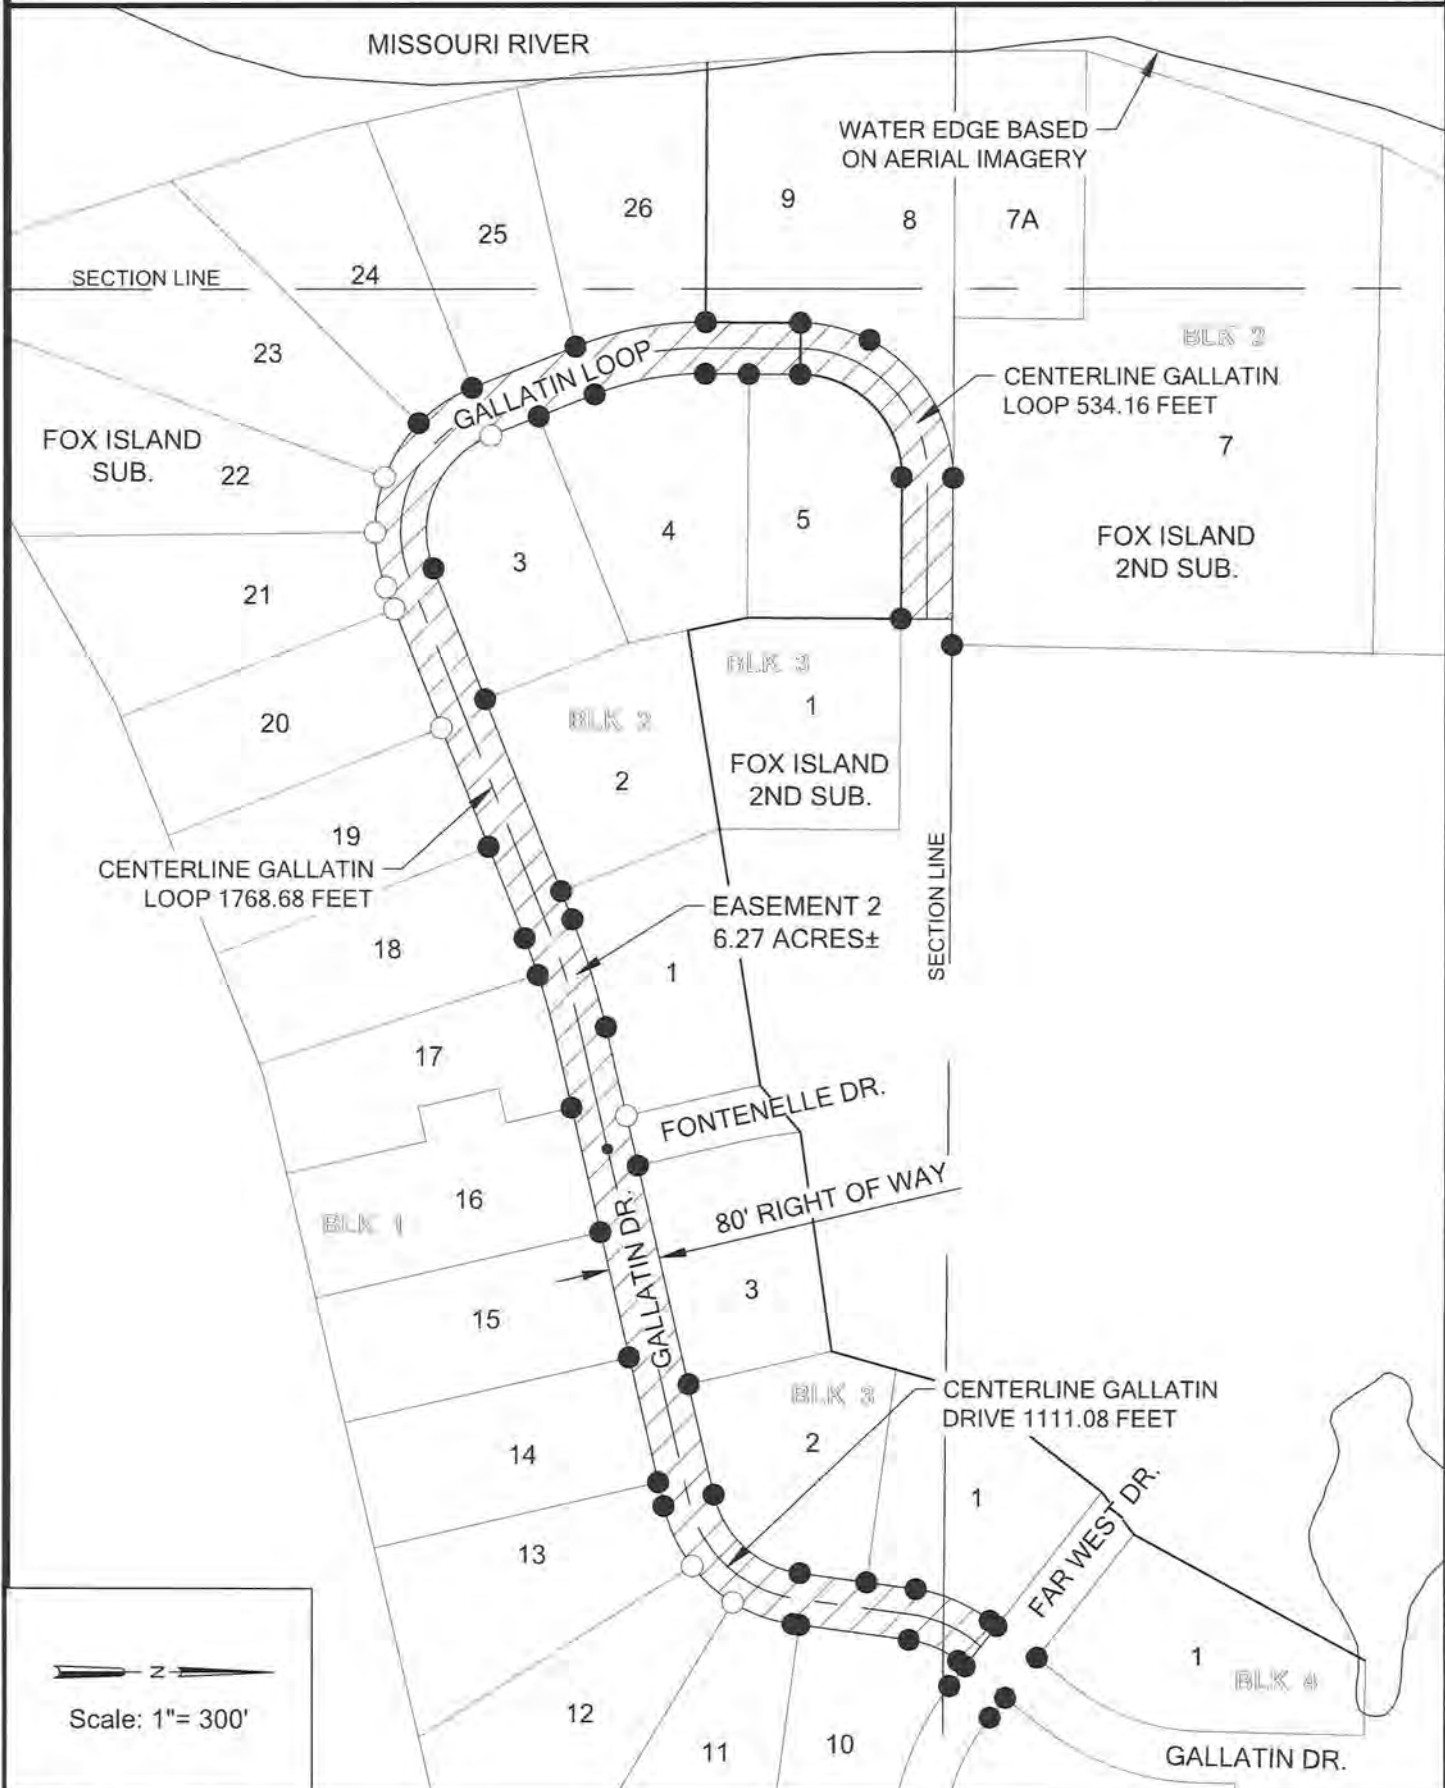 MISSOURI RIVER
WATER EDGE BASED
ON AERIAL IMAGERY
26
9
8
7A
25
24
SECTION LINE
23
BLK 2
GALLATIN LOOP
CENTERLINE GALLATIN
LOOP 534.16 FEET
FOX ISLAND
SUB.
22
7
4
5
3
FOX ISLAND
2ND SUB.
21
BLK 3
1
20
BLK 2
2
FOX ISLAND
2ND SUB.
19
CENTERLINE GALLATIN
LOOP 1768.68 FEET
SECTION LINE
EASEMENT 2
6.27 ACRES±
18
1
17
FONTENELLE DR.
16
BLK 1
80' RIGHT OF WAY
GALLATIN DR.
3
15
BLK 3
CENTERLINE GALLATIN
DRIVE 1111.08 FEET
14
2
1
FAR WEST DR.
13
1
BLK 4
N
Scale: 1"= 300'
12
11
10
GALLATIN DR.